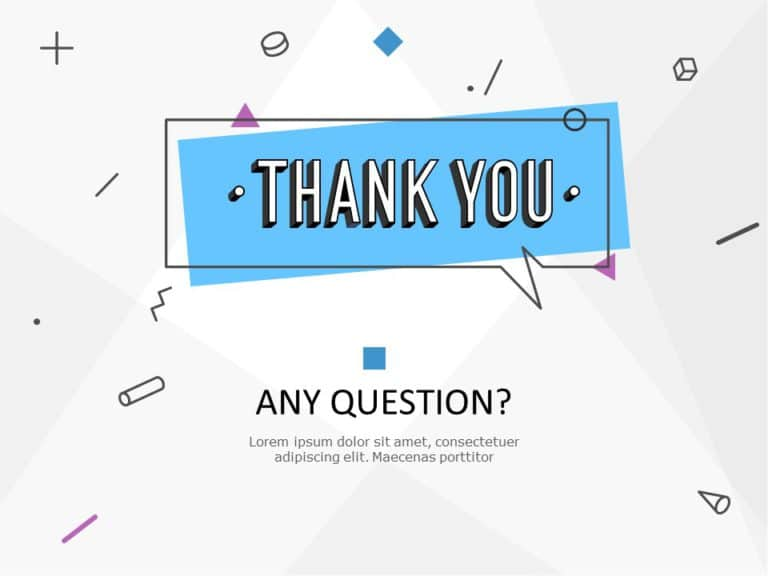 THANK YOU
ANY QUESTION?
Lorem ipsum dolor sit amet, consectetuer
adipiscing elit. Maecenas porttitor